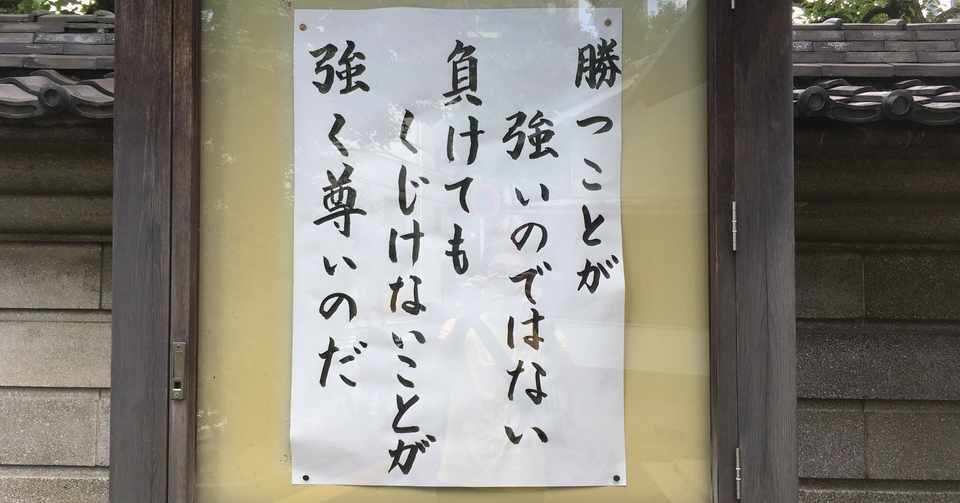 勝つことが
強いのではない
負けても
くじけないことが
強く尊いのだ